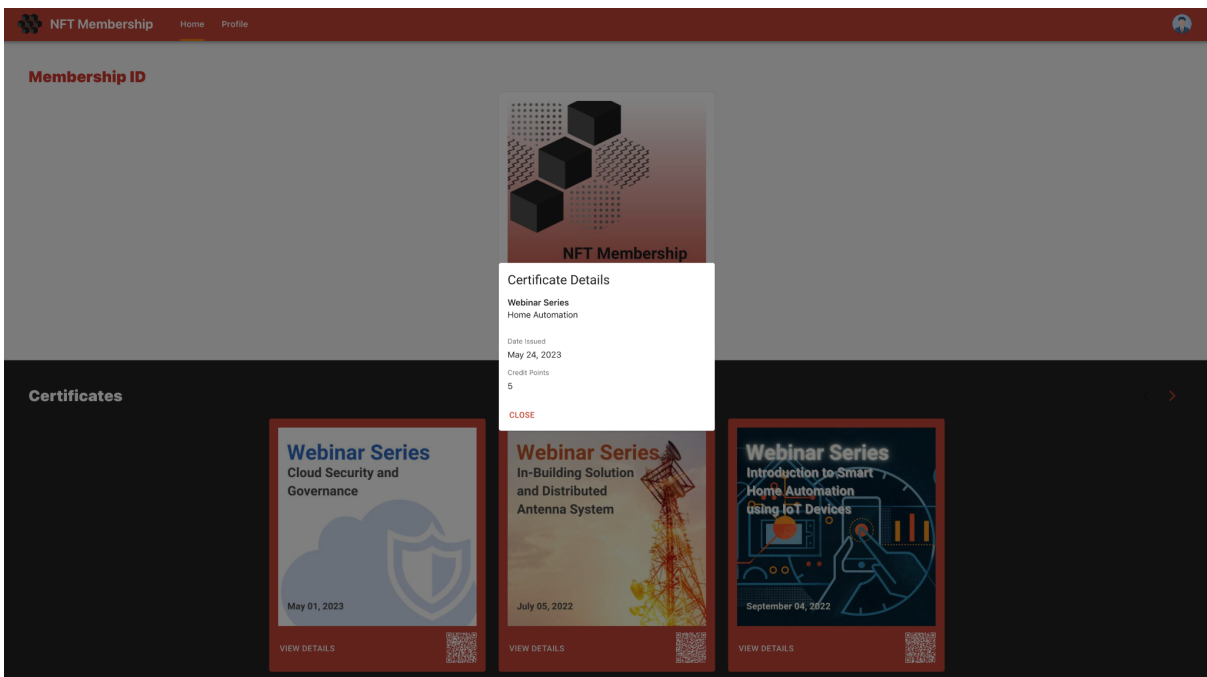 NFT Membership
Home
Profile
Membership ID
NFT Membership
Certificate Details
Webinar Series
Home Automation
Date Issued
May 24, 2023
Credit Points
5
CLOSE
Certificates
Webinar Series
Cloud Security and
Governance
May 01, 2023
VIEW DETAILS
Webinar Series
In-Building Solution
and Distributed
Antenna System
July 05, 2022
VIEW DETAILS
Webinar Series
Introduction to Smart
Home Automation
using IoT Devices
September 04, 2022
VIEW DETAILS